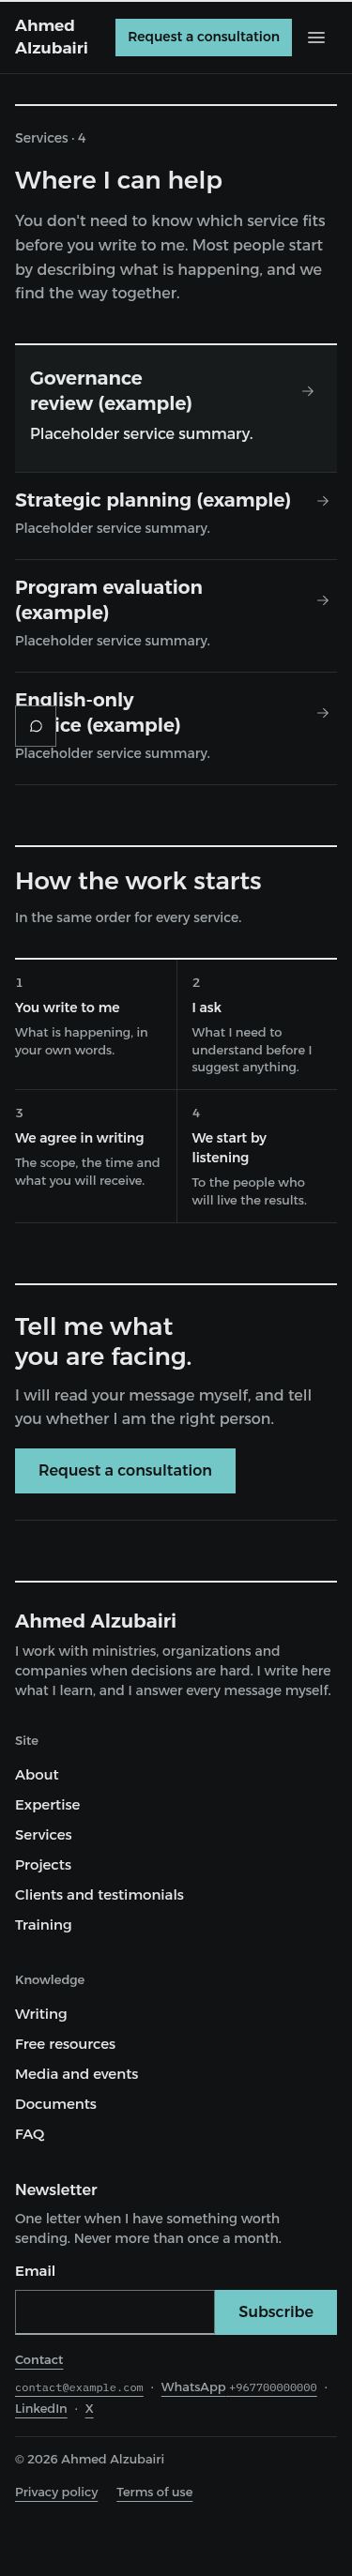 Ahmed
Alzubairi
Request a consultation
Services · 4
Where I can help
You don't need to know which service fits
before you write to me. Most people start
by describing what is happening, and we
find the way together.
Governance
review (example)
Placeholder service summary.
Strategic planning (example)
Placeholder service summary.
Program evaluation
(example)
Placeholder service summary.
English-only
ice (example)
Placeholder service summary.
How the work starts
In the same order for every service.
1
You write to me
What is happening, in
your own words.
2
I ask
What I need to
understand before I
suggest anything.
3
We agree in writing
The scope, the time and
what you will receive.
4
We start by
listening
To the people who
will live the results.
Tell me what
you are facing.
I will read your message myself, and tell
you whether I am the right person.
Request a consultation
Ahmed Alzubairi
I work with ministries, organizations and
companies when decisions are hard. I write here
what I learn, and I answer every message myself.
Site
About
Expertise
Services
Projects
Clients and testimonials
Training
Knowledge
Writing
Free resources
Media and events
Documents
FAQ
Newsletter
One letter when I have something worth
sending. Never more than once a month.
Email
Subscribe
Contact
contact@example.com · WhatsApp +967700000000 ·
LinkedIn · X
© 2026 Ahmed Alzubairi
Privacy policy Terms of use